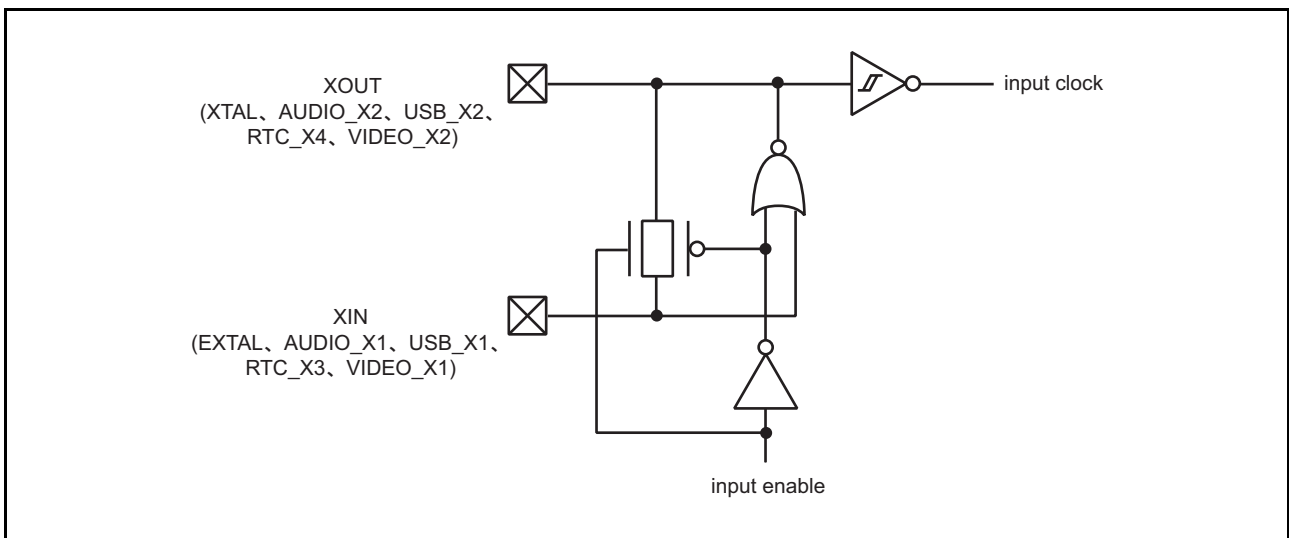 XOUT
(XTAL、AUDIO_X2、USB_X2、
RTC_X4、VIDEO_X2)
input clock
XIN
(EXTAL、AUDIO_X1、USB_X1、
RTC_X3、VIDEO_X1)
input enable